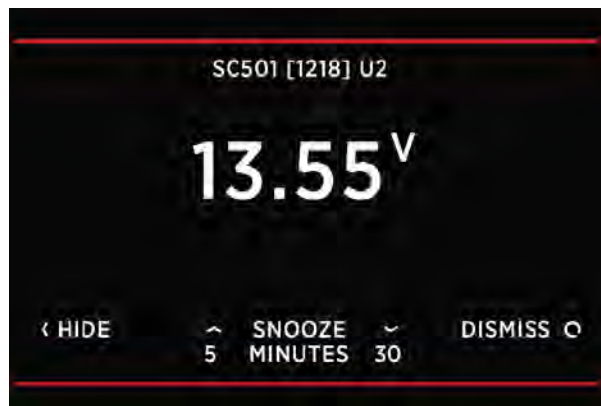 SC501 [1218] U2
13.55V
‹ HIDE ︿ SNOOZE ﹀ DISMISS
5 MINUTES 30